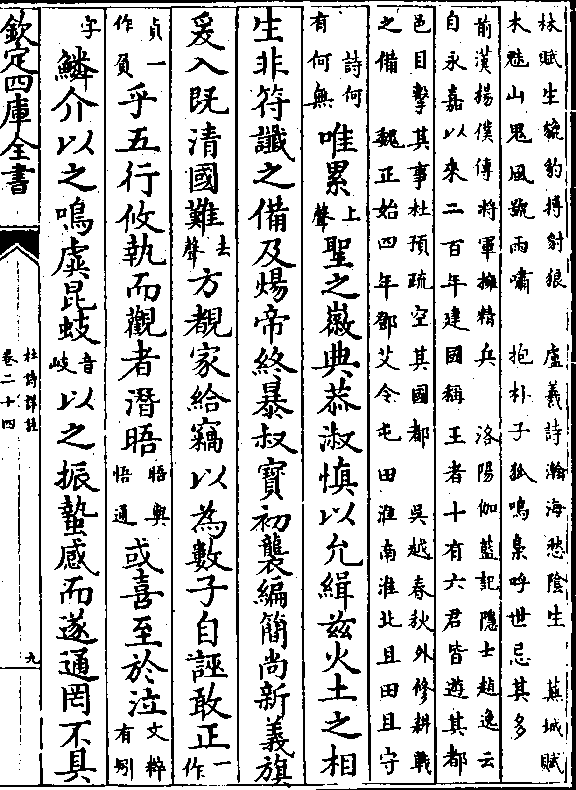 林賦生貔豹摶豺狼　盧羲詩瀚海愁隂生　蕪城賦
木魅山鬼風號雨嘯　抱朴子狐鳴梟呼世忌其多
前漢楊僕傳將軍擁精兵　洛陽伽藍記隱士趙逸云
自永嘉以來二百年建國稱王者十有六君皆遊其都
邑目擊其事杜預疏空其國都　吳越春秋外修耕戰
之備　魏正始四年鄧艾令屯田淮南淮北且田且守
詩何
有何無
唯累
上
聲
聖之徽典恭淑慎以允緝兹火土之相
生非符讖之備及煬帝終暴叔寳初襲編簡尚新義旗
爰入既清國難
去
聲
方覩家給竊以為數子自誣敢正
一
作
貞一
作負
乎五行攸執而觀者潛晤
晤與
悟通
或喜至於泣
文粹
有別
字
鱗介以之鳴虡昆蚑
音
岐
以之振蟄感而遂通罔不具
欽定四庫全書
杜詩詳註
卷二十四
九